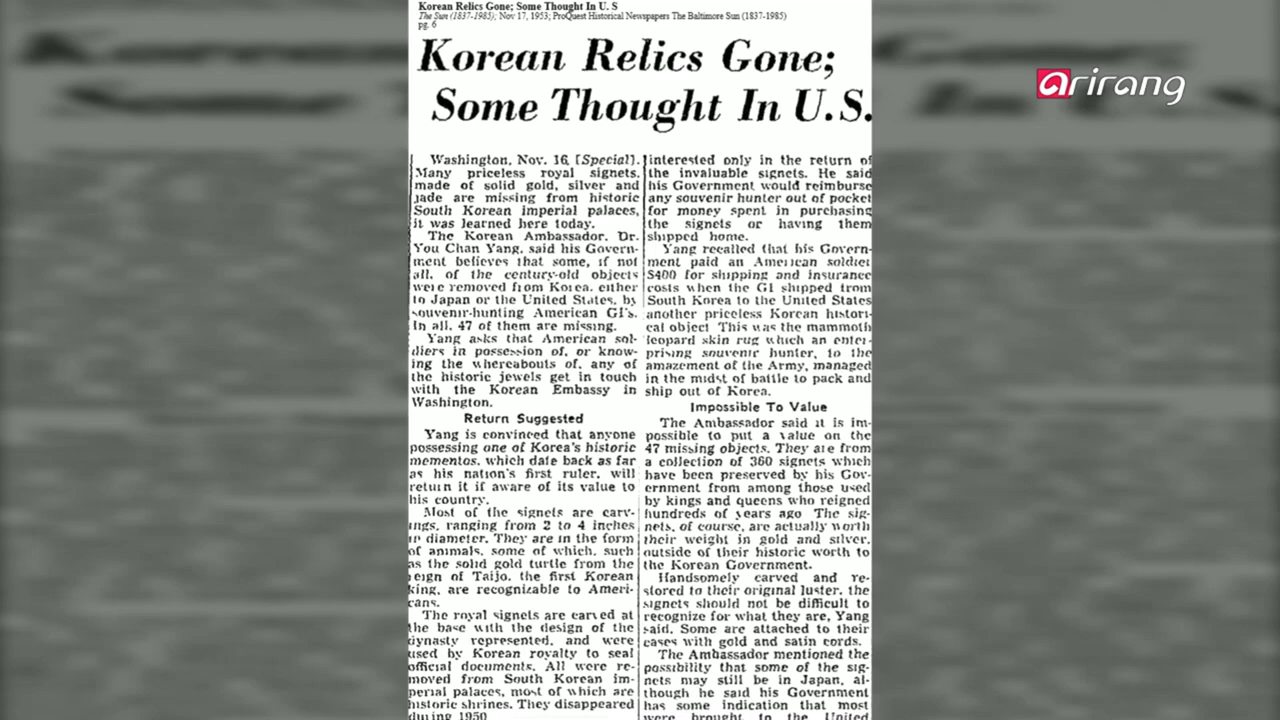 Korean Relics Gone; Some Thought In U. S
The Sun (1837-1985); Nov 17, 1953; ProQuest Historical Newspapers The Baltimore Sun (1837-1985)
pg. 6
arirang
Korean Relics Gone;
Some Thought In U.S.
Washington, Nov. 16 [Special].
Many priceless royal signets,
made of solid gold, silver and
jade are missing from historic
South Korean imperial palaces,
it was learned here today.
The Korean Ambassador, Dr.
You Chan Yang, said his Govern-
ment believes that some, if not
all, of the century-old objects
were removed from Korea, either
to Japan or the United States, by
souvenir-hunting American GI's.
In all, 47 of them are missing.
Yang asks that American sol-
diers in possession of, or know-
ing the whereabouts of, any of
the historic jewels get in touch
with the Korean Embassy in
Washington.
Return Suggested
Yang is convinced that anyone
possessing one of Korea's historic
mementos, which date back as far
as his nation's first ruler, will
return it if aware of its value to
his country.
Most of the signets are carv-
ings, ranging from 2 to 4 inches
in diameter. They are in the form
of animals, some of which, such
as the solid gold turtle from the
reign of Taijo, the first Korean
king, are recognizable to Ameri-
cans.
The royal signets are carved at
the base with the design of the
dynasty represented, and were
used by Korean royalty to seal
official documents. All were re-
moved from South Korean im-
perial palaces, most of which are
historic shrines. They disappeared
during 1950
interested only in the return of
the invaluable signets. He said
his Government would reimburse
any souvenir hunter out of pocket
for money spent in purchasing
the signets or having them
shipped home.
Yang recalled that his Govern-
ment paid an American soldier
$400 for shipping and insurance
costs when the GI shipped from
South Korea to the United States
another priceless Korean histori-
cal object This was the mammoth
leopard skin rug which an enter-
prising souvenir hunter, to the
amazement of the Army, managed
in the midst of battle to pack and
ship out of Korea.
Impossible To Value
The Ambassador said it is im-
possible to put a value on the
47 missing objects. They are from
a collection of 360 signets which
have been preserved by his Gov-
ernment from among those used
by kings and queens who reigned
hundreds of years ago The sig-
nets, of course, are actually worth
their weight in gold and silver,
outside of their historic worth to
the Korean Government.
Handsomely carved and re-
stored to their original luster, the
signets should not be difficult to
recognize for what they are, Yang
said. Some are attached to their
cases with gold and satin cords.
The Ambassador mentioned the
possibility that some of the sig-
nets may still be in Japan, al-
though he said his Government
has some indication that most
were brought to the United